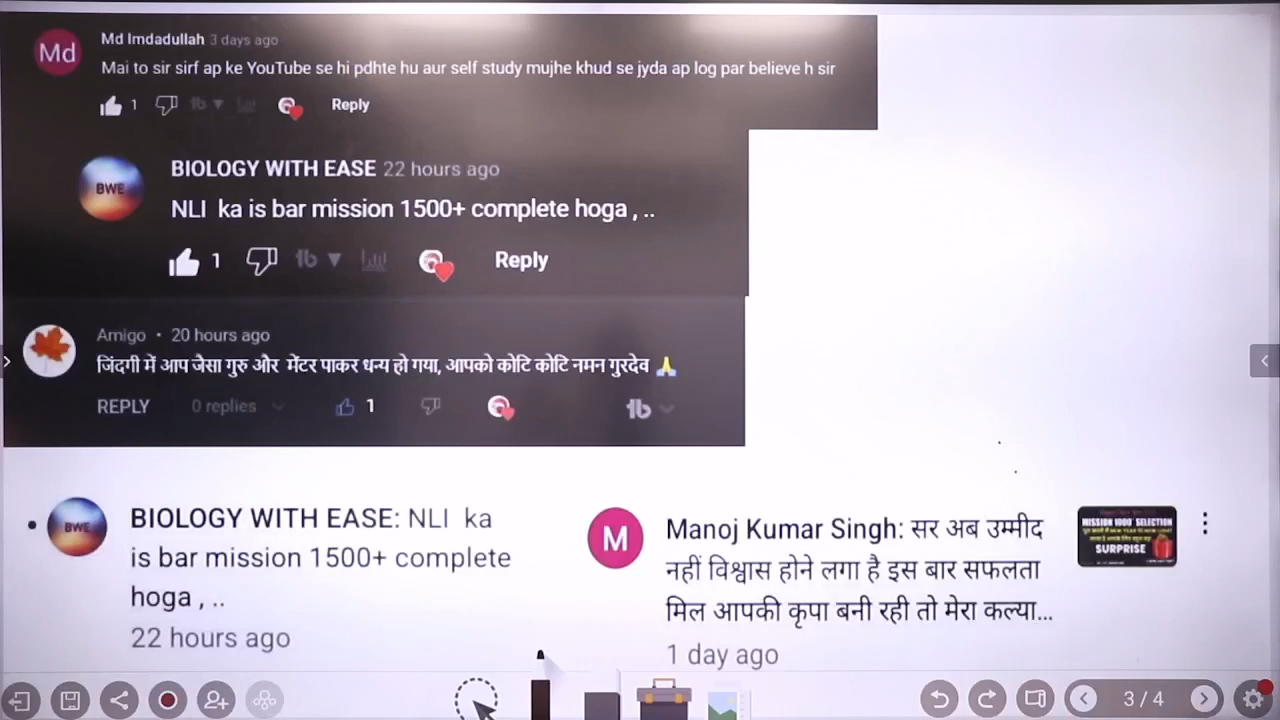 Md
Md Imdadullah 3 days ago
Mai to sir sirf ap ke YouTube se hi pdhte hu aur self study mujhe khud se jyda ap log par believe h sir
1 Reply
BWE
BIOLOGY WITH EASE 22 hours ago
NLI ka is bar mission 1500+ complete hoga , ..
1 Reply
Amigo • 20 hours ago
जिंदगी में आप जैसा गुरु और मेंटर पाकर धन्य हो गया, आपको कोटि कोटि नमन गुरदेव 🙏
REPLY 0 replies 1
BWE
BIOLOGY WITH EASE: NLI ka
is bar mission 1500+ complete
hoga , ..
22 hours ago
M
Manoj Kumar Singh: सर अब उम्मीद
नहीं विश्वास होने लगा है इस बार सफलता
मिल आपकी कृपा बनी रही तो मेरा कल्या...
1 day ago
MISSION 1000+ SELECTION
SURPRISE
3 / 4